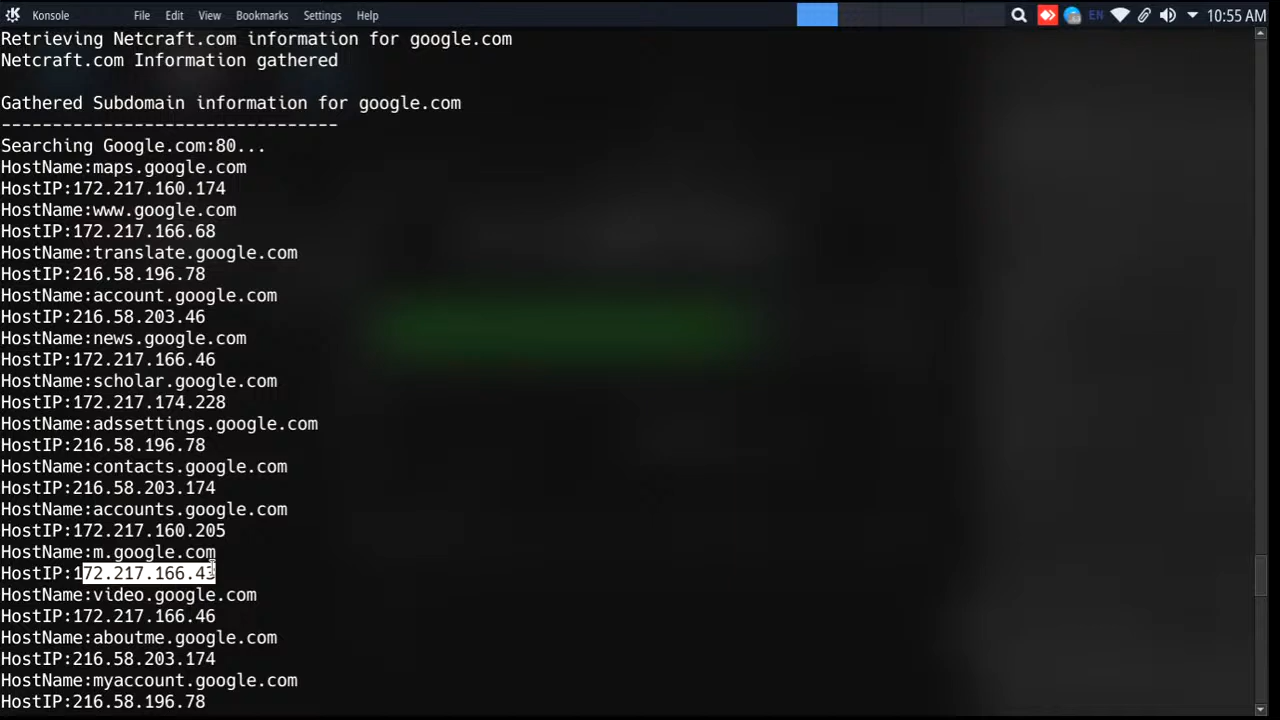 Konsole File Edit View Bookmarks Settings Help EN 10:55 AM
Retrieving Netcraft.com information for google.com
Netcraft.com Information gathered
Gathered Subdomain information for google.com
---------------------------------
Searching Google.com:80...
HostName:maps.google.com
HostIP:172.217.160.174
HostName:www.google.com
HostIP:172.217.166.68
HostName:translate.google.com
HostIP:216.58.196.78
HostName:account.google.com
HostIP:216.58.203.46
HostName:news.google.com
HostIP:172.217.166.46
HostName:scholar.google.com
HostIP:172.217.174.228
HostName:adssettings.google.com
HostIP:216.58.196.78
HostName:contacts.google.com
HostIP:216.58.203.174
HostName:accounts.google.com
HostIP:172.217.160.205
HostName:m.google.com
HostIP:172.217.166.43
HostName:video.google.com
HostIP:172.217.166.46
HostName:aboutme.google.com
HostIP:216.58.203.174
HostName:myaccount.google.com
HostIP:216.58.196.78